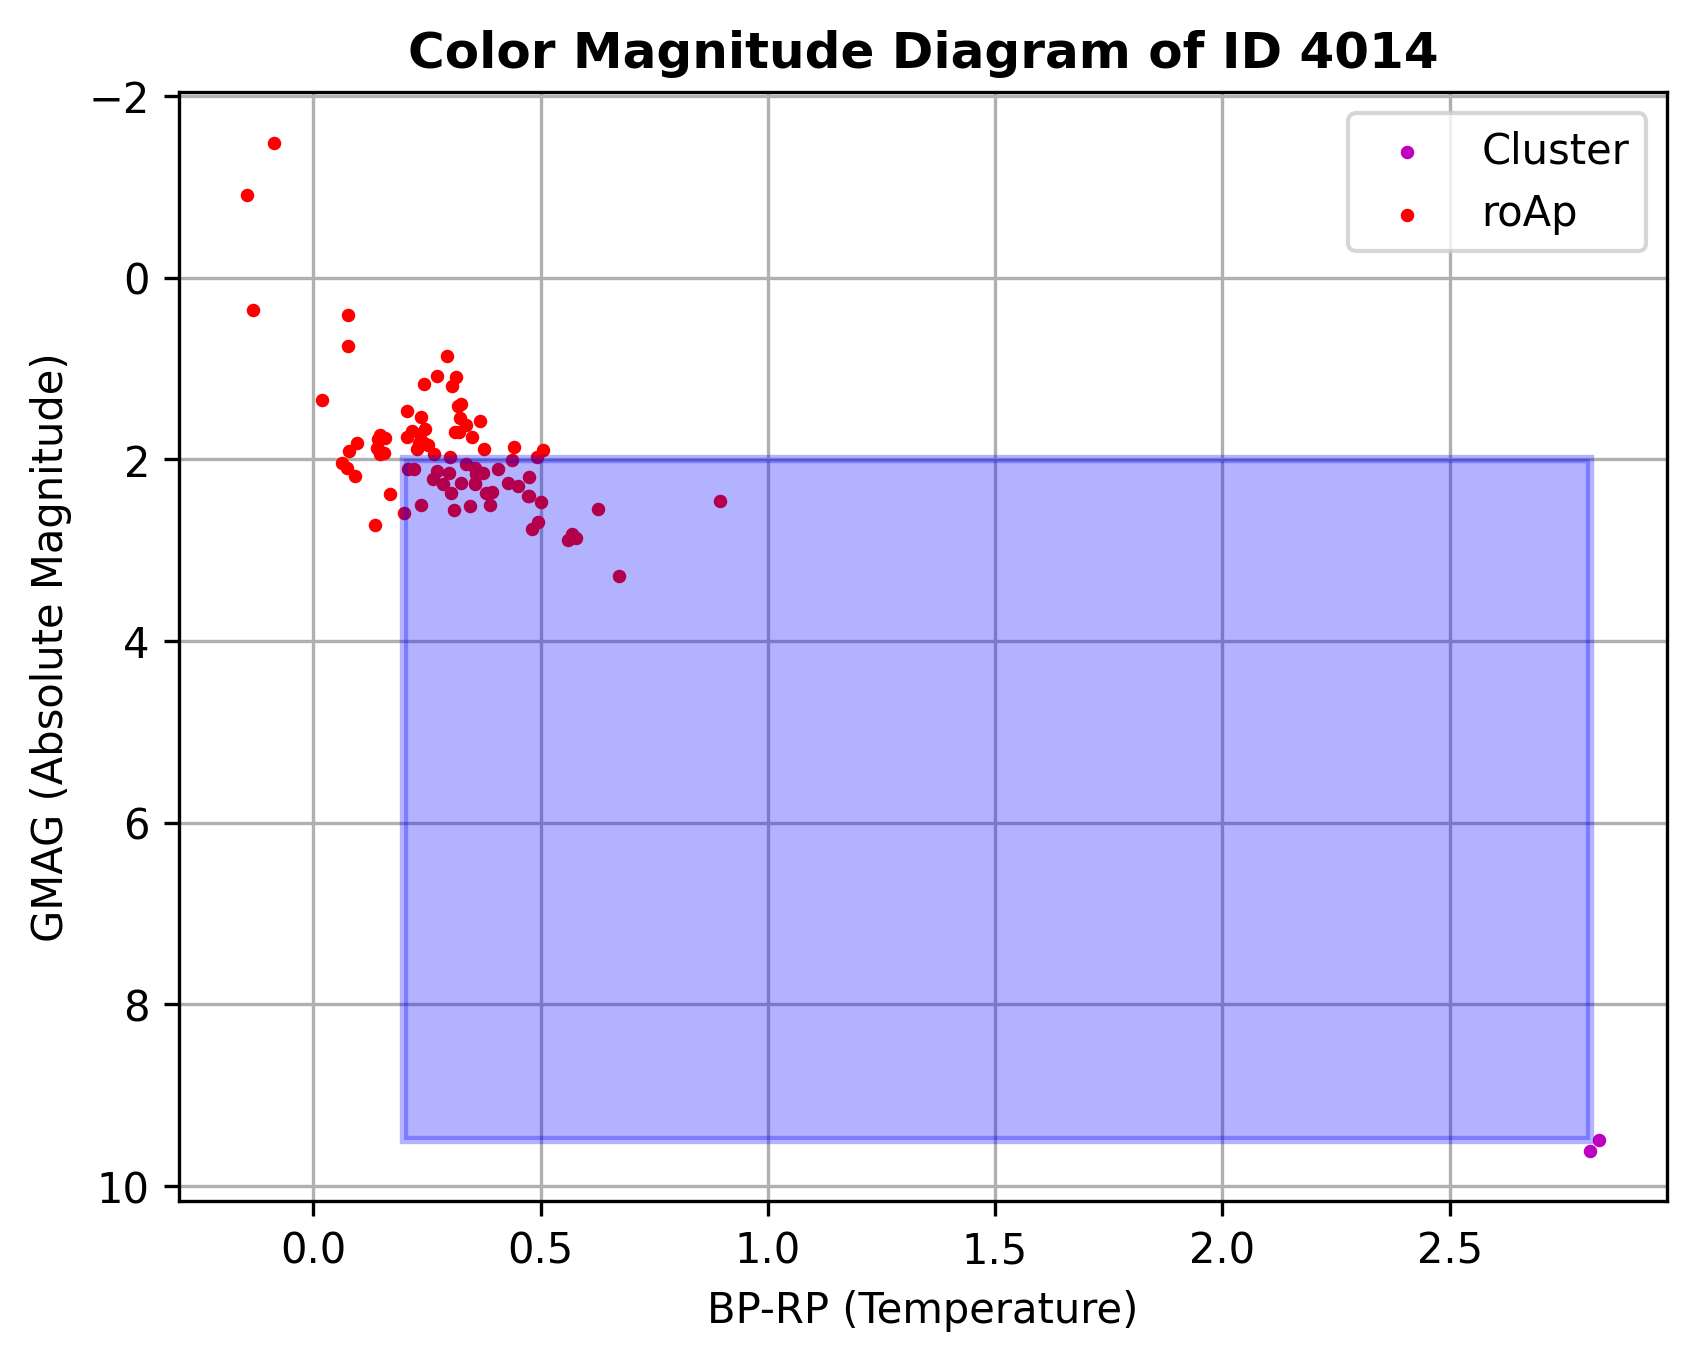 Color Magnitude Diagram of ID 4014
Cluster
roAp
GMAG (Absolute Magnitude)
−2
0
2
4
6
8
10
0.0 0.5 1.0 1.5 2.0 2.5
BP-RP (Temperature)